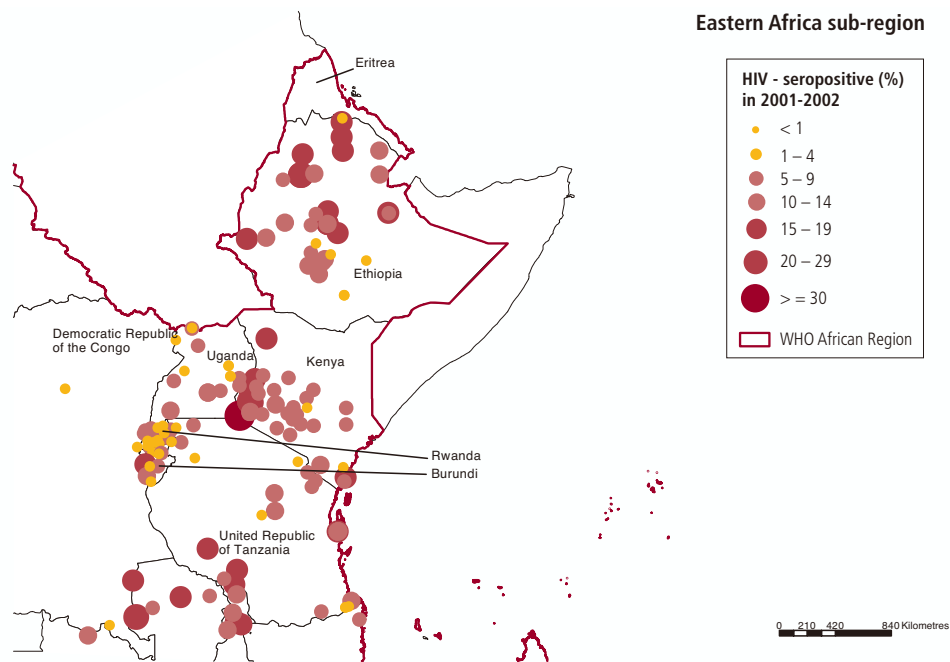 Eastern Africa sub-region
HIV - seropositive (%)
in 2001-2002
< 1
1 – 4
5 – 9
10 – 14
15 – 19
20 – 29
> = 30
WHO African Region
Eritrea
Ethiopia
Democratic Republic
of the Congo
Uganda
Kenya
Rwanda
Burundi
United Republic
of Tanzania
0 210 420 840 Kilometres